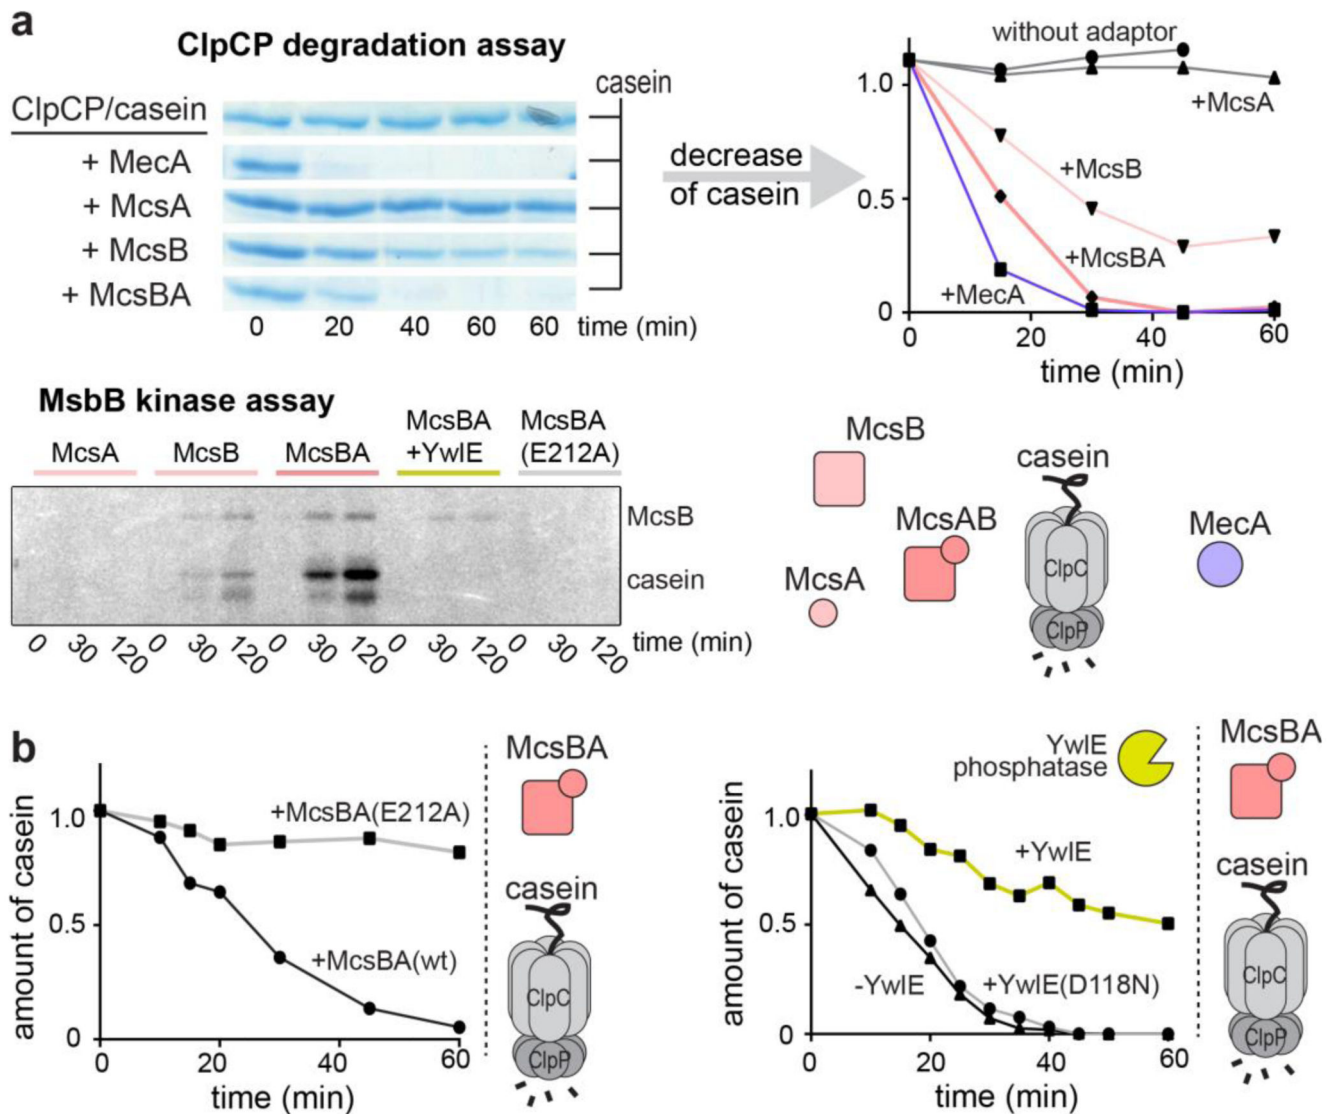 a
ClpCP degradation assay
ClpCP/casein
+ MecA
+ McsA
+ McsB
+ McsBA
casein
0 20 40 60 60 time (min)
decrease
of casein
without adaptor
+McsA
+McsB
+McsBA
+MecA
1.0
0.5
0
0 20 40 60
time (min)
MsbB kinase assay
McsA
McsB
McsBA
McsBA
+YwlE
McsBA
(E212A)
McsB
casein
0 30 120 0 30 120 0 30 120 0 30 120 0 30 120 time (min)
McsB
McsAB
McsA
casein
ClpC
ClpP
MecA
b
amount of casein
1.0
0.5
0
+McsBA(E212A)
+McsBA(wt)
0 20 40 60
time (min)
McsBA
casein
ClpC
ClpP
amount of casein
1.0
0.5
0
YwlE
phosphatase
+YwlE
-YwlE
+YwlE(D118N)
0 20 40 60
time (min)
McsBA
casein
ClpC
ClpP